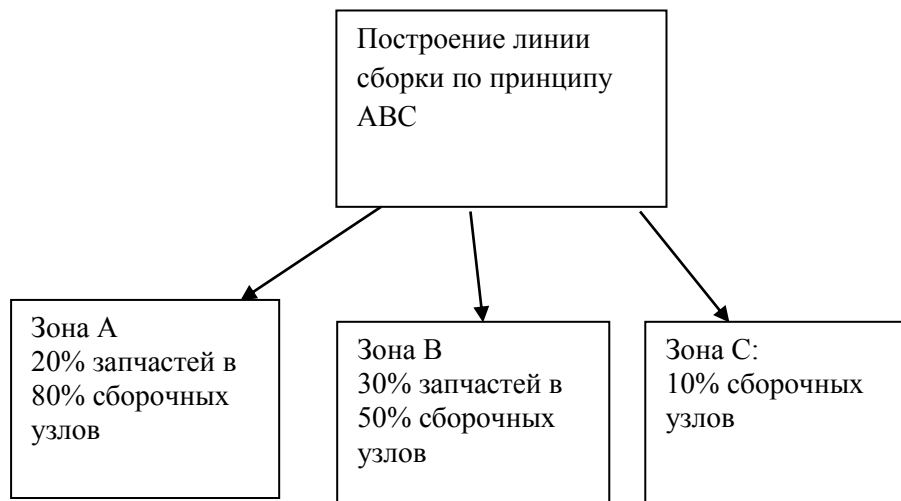 Построение линии
сборки по принципу
АВС
Зона А
20% запчастей в
80% сборочных
узлов
Зона В
30% запчастей в
50% сборочных
узлов
Зона С:
10% сборочных
узлов